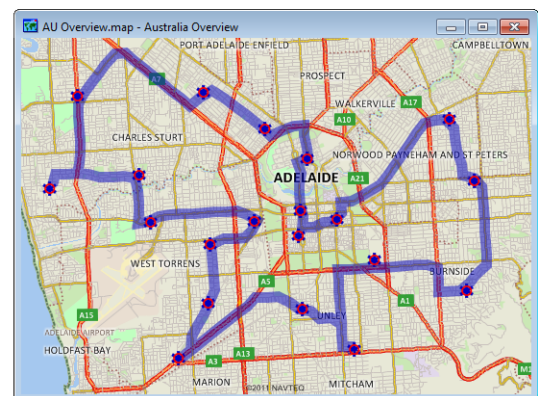 AU Overview.map - Australia Overview
PORT ADELAIDE ENFIELD
CAMPBELLTOWN
A7
PROSPECT
WALKERVILLE
A17
A10
CHARLES STURT
NORWOOD PAYNEHAM AND ST PETERS
ADELAIDE
A21
WEST TORRENS
BURNSIDE
A5
A1
A15
UNLEY
ADELAIDE AIRPORT
HOLDFAST BAY
A13
A3
M1
MARION
©2011 NAVTEQ
MITCHAM